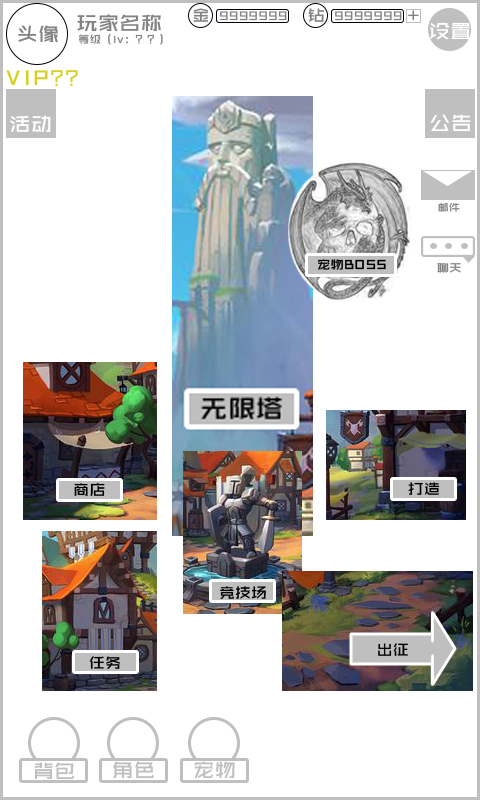 头像
玩家名称
等级（lv：??）
VIP??
金 9999999
钻 9999999 +
设置
活动
公告
邮件
聊天
宠物BOSS
无限塔
商店
打造
竞技场
任务
出征
背包
角色
宠物